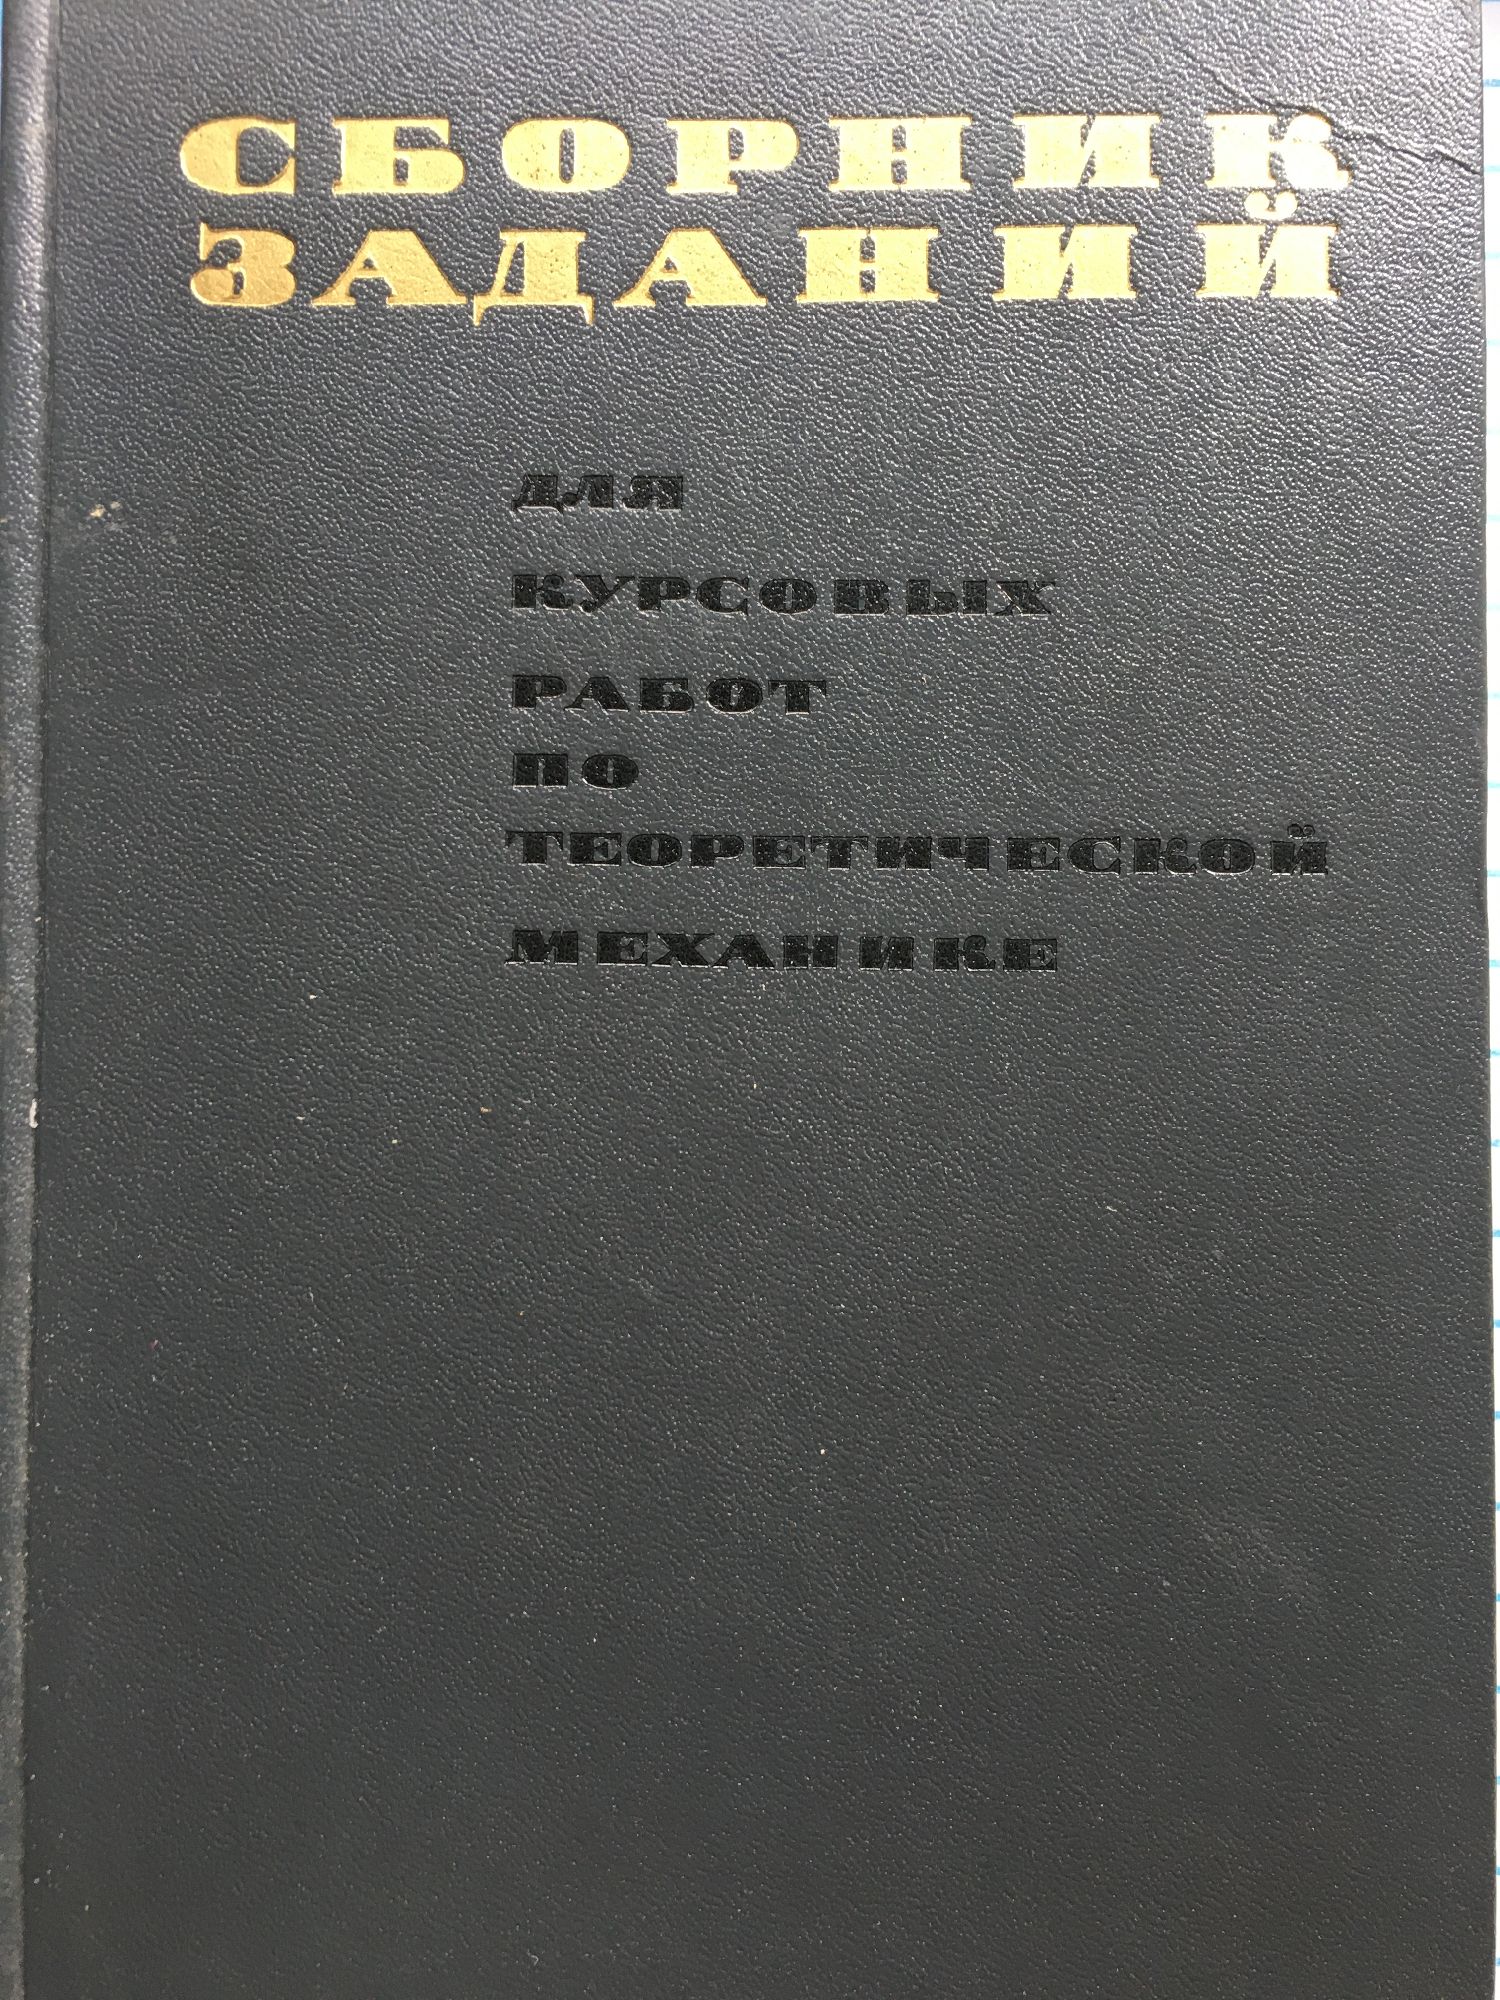 СБОРНИК
ЗАДАНИЙ
ДЛЯ
КУРСОВЫХ
РАБОТ
ПО
ТЕОРЕТИЧЕСКОЙ
МЕХАНИКЕ